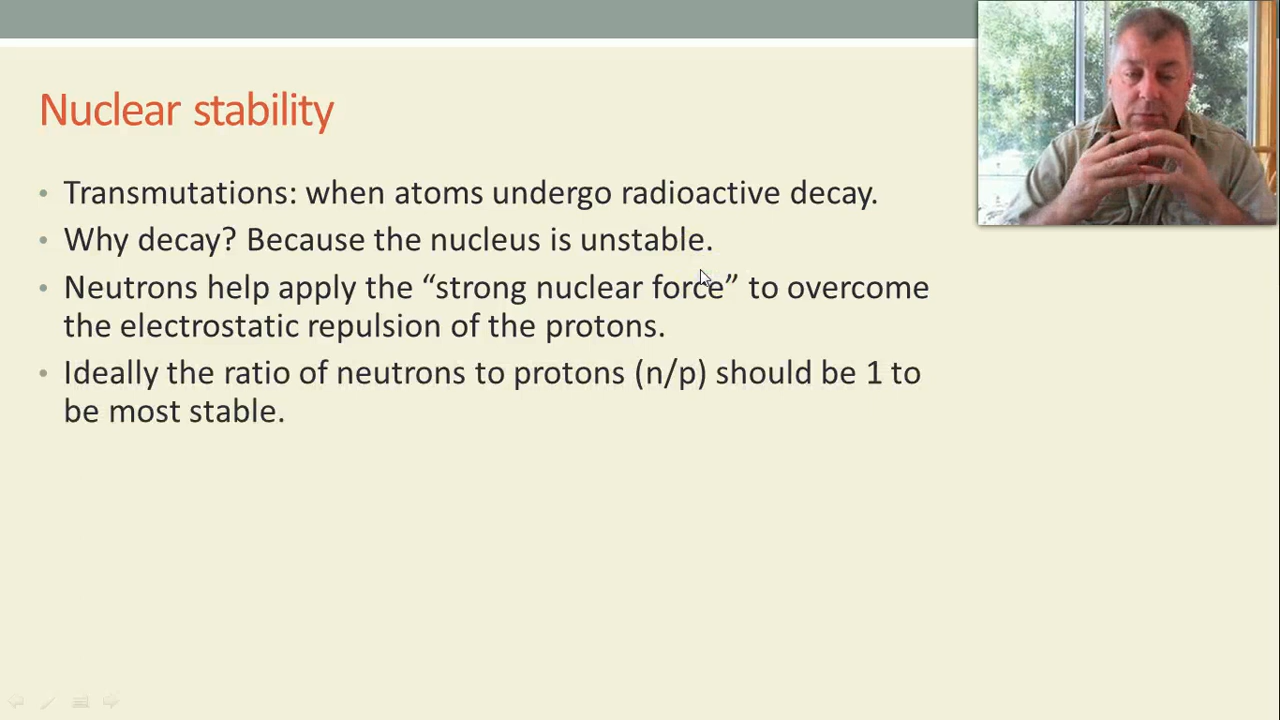 Nuclear stability
• Transmutations: when atoms undergo radioactive decay.
• Why decay? Because the nucleus is unstable.
• Neutrons help apply the “strong nuclear force” to overcome
the electrostatic repulsion of the protons.
• Ideally the ratio of neutrons to protons (n/p) should be 1 to
be most stable.